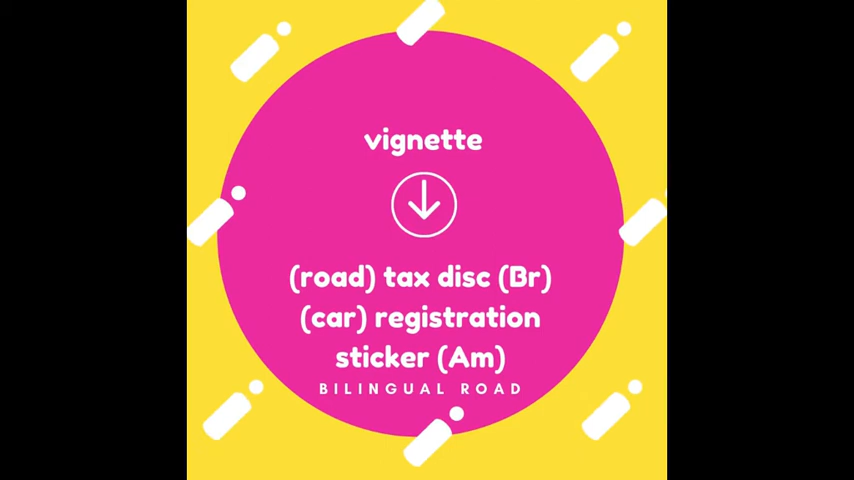 vignette
(road) tax disc (Br)
(car) registration
sticker (Am)
BILINGUAL ROAD